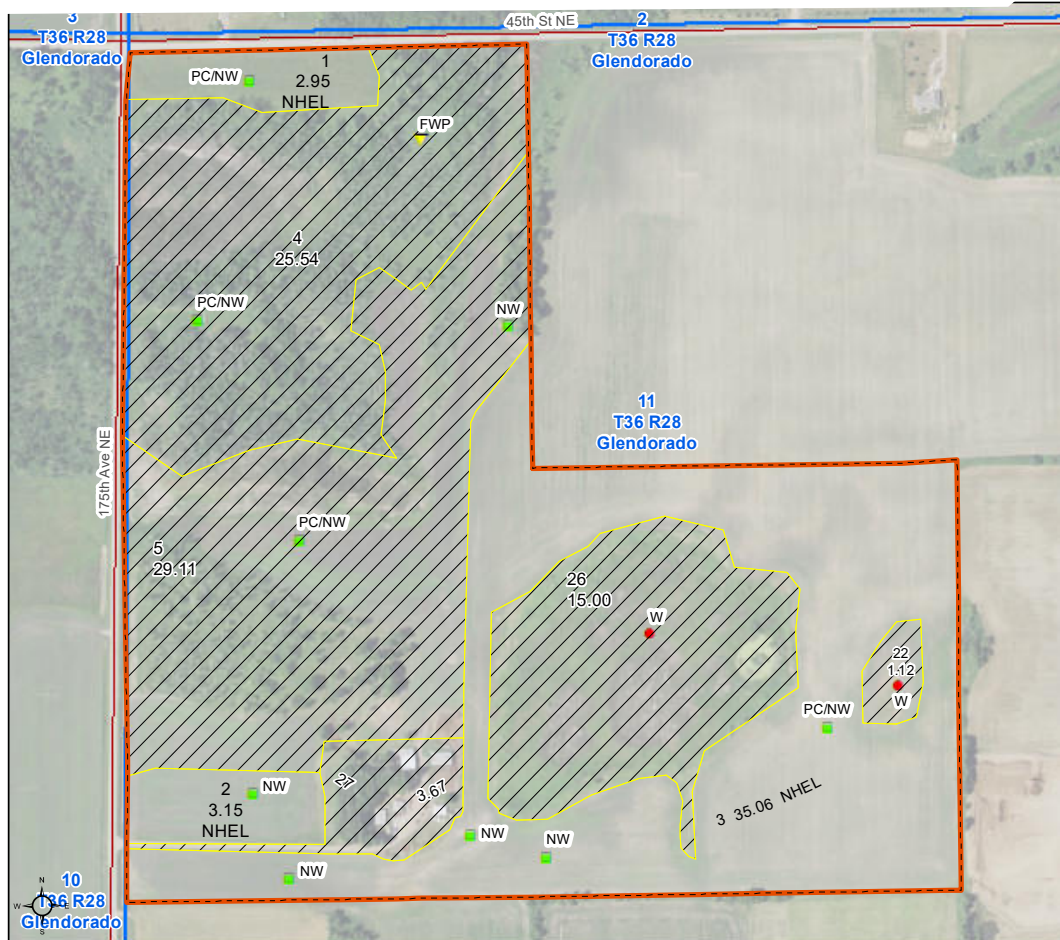 3
T36 R28
Glendorado
45th St NE
2
T36 R28
Glendorado
1
2.95
NHEL
PC/NW
FWP
4
25.54
PC/NW
NW
11
T36 R28
Glendorado
175th Ave NE
PC/NW
5
29.11
26
15.00
W
22
1.12
W
PC/NW
27
3.67
2
3.15
NHEL
NW
3 35.06 NHEL
NW
NW
NW
10
T36 R28
Glendorado
N
W
E
S